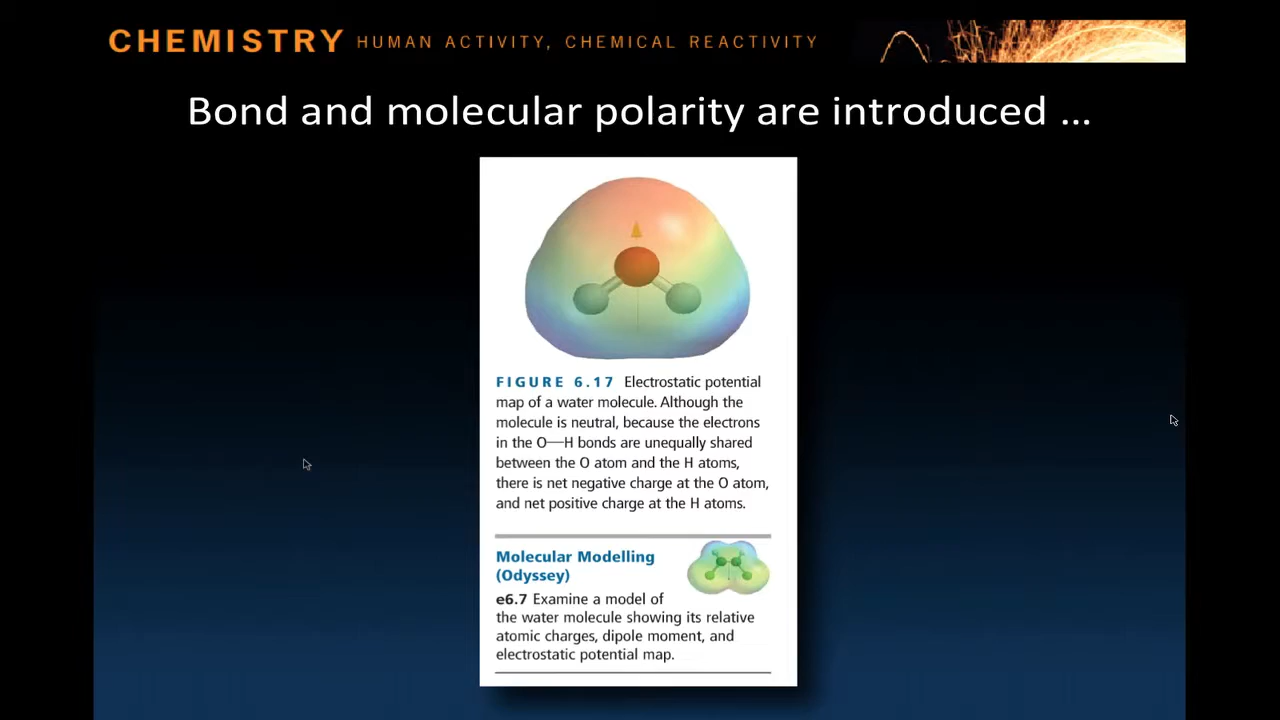 CHEMISTRY HUMAN ACTIVITY, CHEMICAL REACTIVITY
Bond and molecular polarity are introduced ...
FIGURE 6.17 Electrostatic potential
map of a water molecule. Although the
molecule is neutral, because the electrons
in the O—H bonds are unequally shared
between the O atom and the H atoms,
there is net negative charge at the O atom,
and net positive charge at the H atoms.
Molecular Modelling
(Odyssey)
e6.7 Examine a model of
the water molecule showing its relative
atomic charges, dipole moment, and
electrostatic potential map.